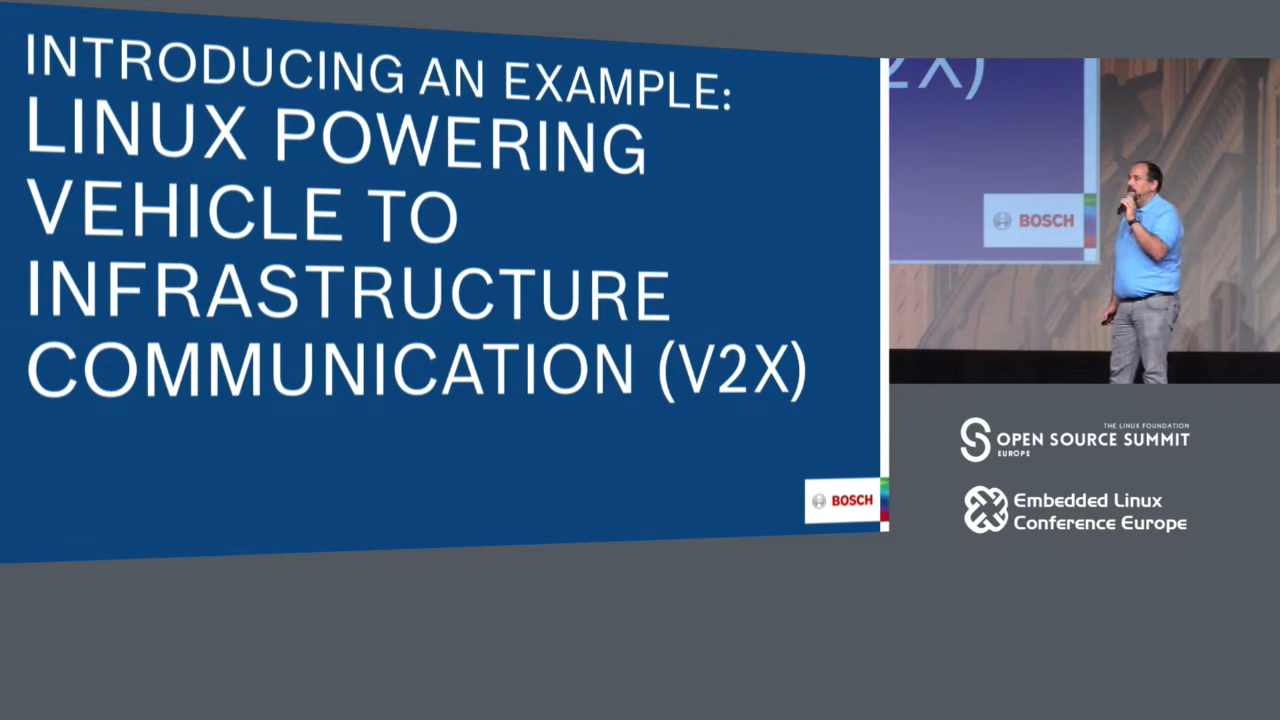 INTRODUCING AN EXAMPLE:
LINUX POWERING
VEHICLE TO
INFRASTRUCTURE
COMMUNICATION (V2X)
BOSCH
2X)
BOSCH
THE LINUX FOUNDATION
OPEN SOURCE SUMMIT
EUROPE
Embedded Linux
Conference Europe